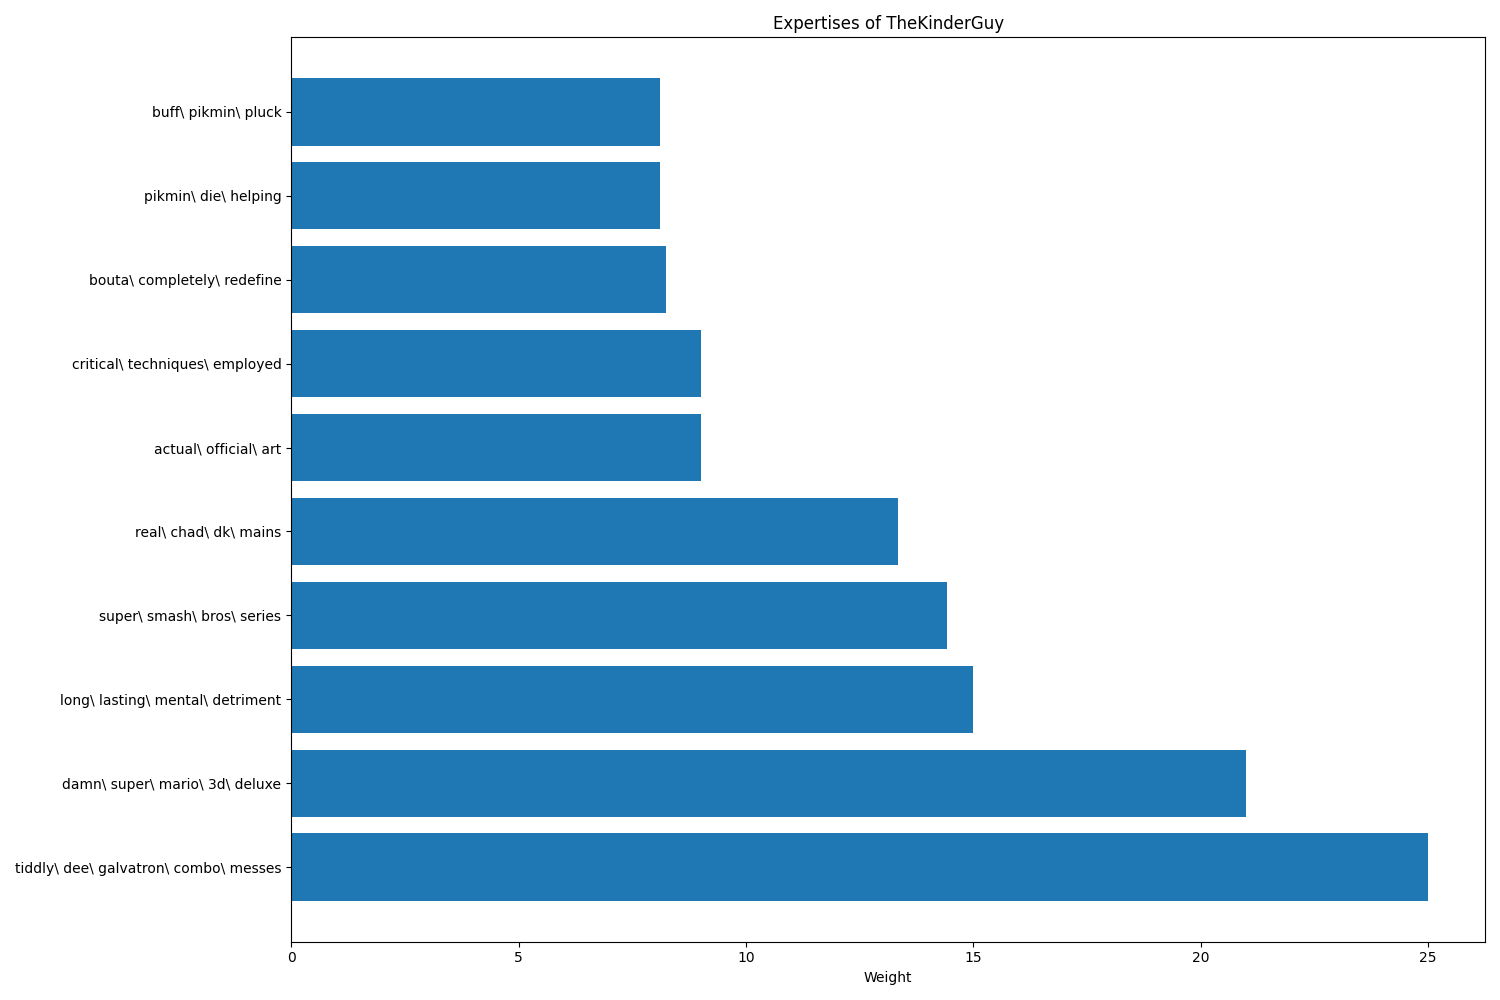 Expertises of TheKinderGuy
buff\ pikmin\ pluck
pikmin\ die\ helping
bouta\ completely\ redefine
critical\ techniques\ employed
actual\ official\ art
real\ chad\ dk\ mains
super\ smash\ bros\ series
long\ lasting\ mental\ detriment
damn\ super\ mario\ 3d\ deluxe
tiddly\ dee\ galvatron\ combo\ messes
0 5 10 15 20 25
Weight